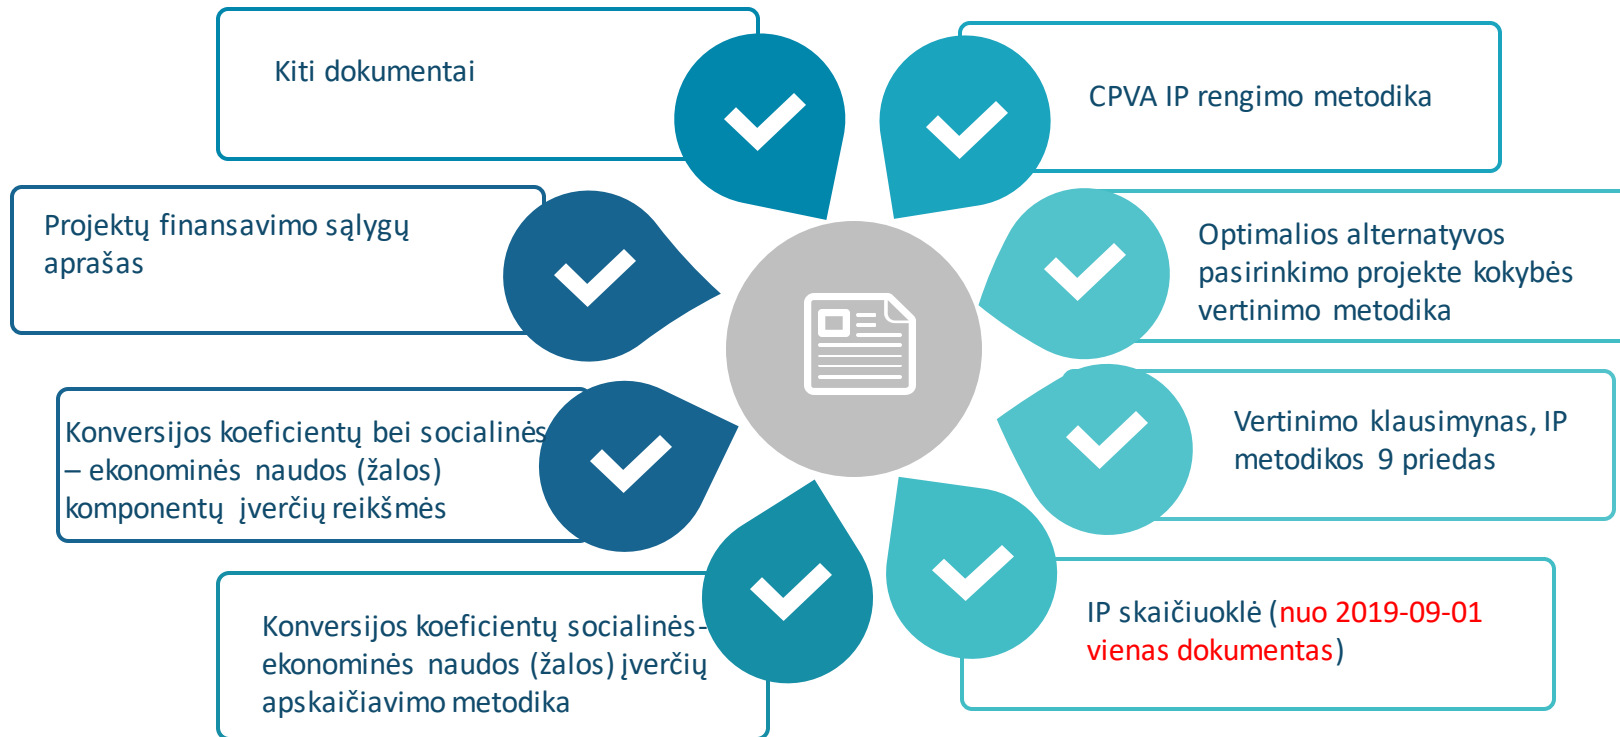 Kiti dokumentai
CPVA IP rengimo metodika
Projektų finansavimo sąlygų
aprašas
Optimalios alternatyvos
pasirinkimo projekte kokybės
vertinimo metodika
Konversijos koeficientų bei socialinės
– ekonominės naudos (žalos)
komponentų įverčių reikšmės
Vertinimo klausimynas, IP
metodikos 9 priedas
Konversijos koeficientų socialinės-
ekonominės naudos (žalos) įverčių
apskaičiavimo metodika
IP skaičiuoklė (nuo 2019-09-01
vienas dokumentas)